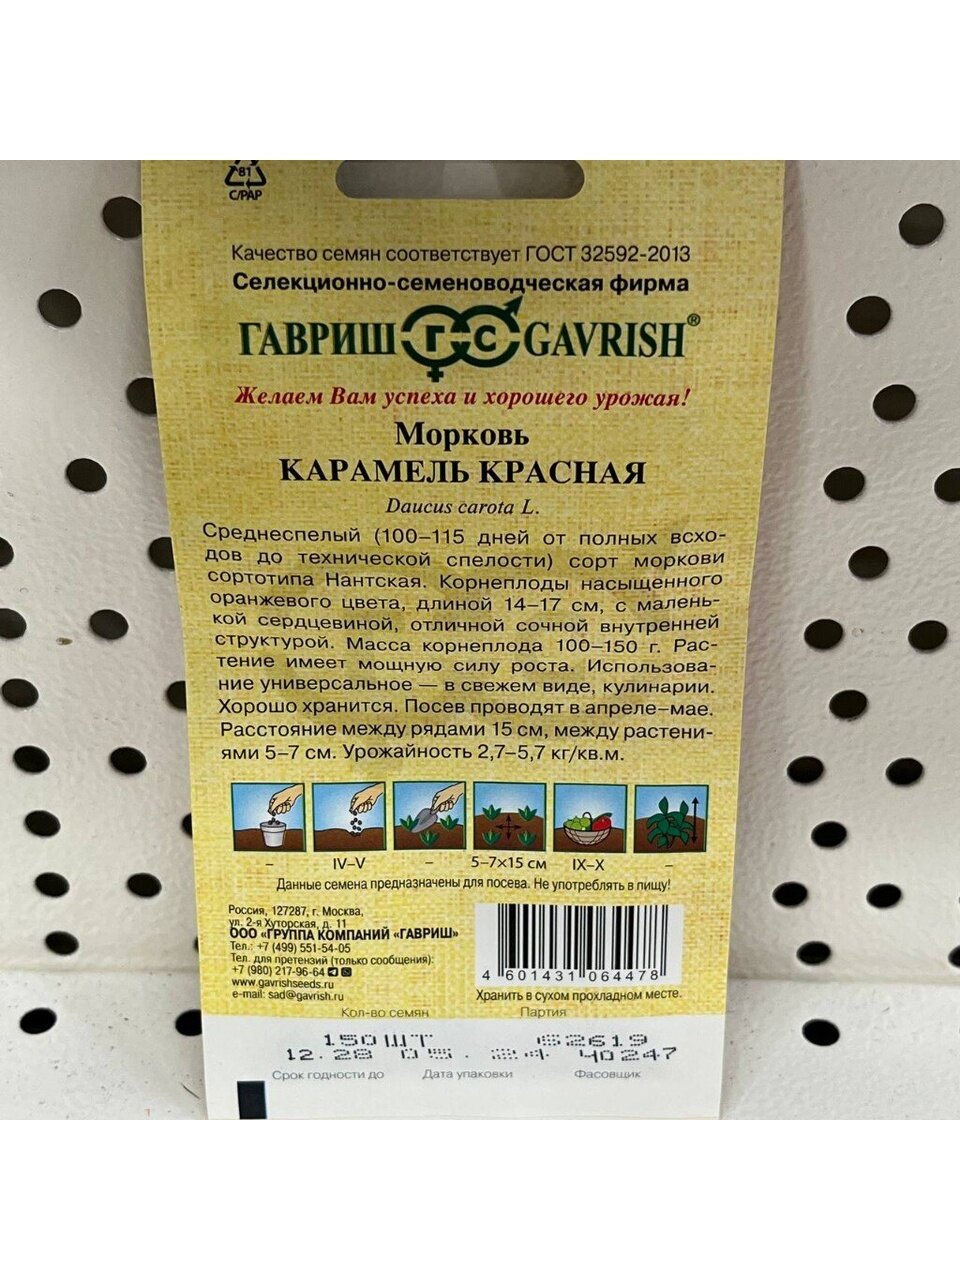 81
C/PAP
Качество семян соответствует ГОСТ 32592-2013
Селекционно-семеноводческая фирма
ГАВРИШ ГС GAVRISH®
Желаем Вам успеха и хорошего урожая!
Морковь
КАРАМЕЛЬ КРАСНАЯ
Daucus carota L.
Среднеспелый (100–115 дней от полных всхо-
дов до технической спелости) сорт моркови
сортотипа Нантская. Корнеплоды насыщенного
оранжевого цвета, длиной 14–17 см, с малень-
кой сердцевиной, отличной сочной внутренней
структурой. Масса корнеплода 100–150 г. Рас-
тение имеет мощную силу роста. Использова-
ние универсальное — в свежем виде, кулинарии.
Хорошо хранится. Посев проводят в апреле–мае.
Расстояние между рядами 15 см, между растени-
ями 5–7 см. Урожайность 2,7–5,7 кг/кв.м.
– IV–V – 5–7×15 см IX–X –
Данные семена предназначены для посева. Не употреблять в пищу!
Россия, 127287, г. Москва,
ул. 2-я Хуторская, д. 11
ООО «ГРУППА КОМПАНИЙ «ГАВРИШ»
Тел.: +7 (499) 551-54-05
Тел. для претензий (только сообщения):
+7 (980) 217-96-64
www.gavrishseeds.ru
e-mail: sad@gavrish.ru
4 601431 064478
Хранить в сухом прохладном месте.
Кол-во семян Партия
150 ШТ 62619
12.28 05.24 40247
Срок годности до Дата упаковки Фасовщик